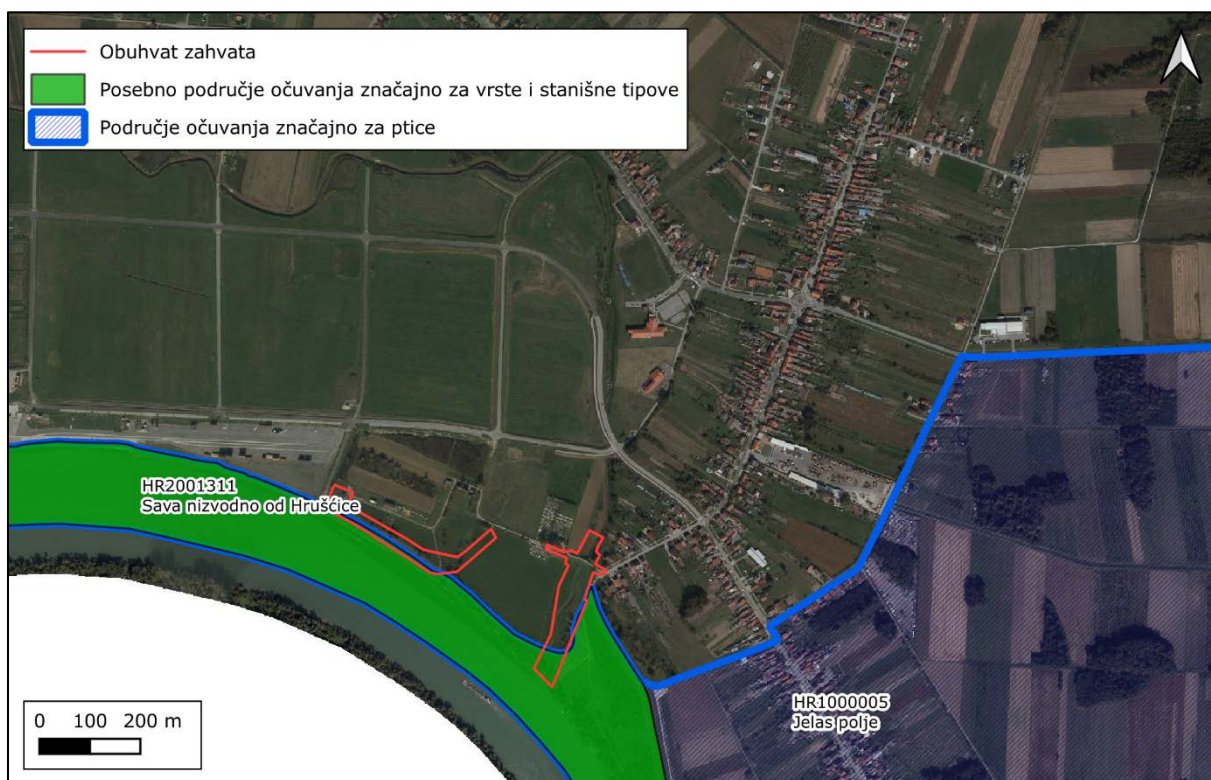 Obuhvat zahvata
Posebno područje očuvanja značajno za vrste i stanišne tipove
Područje očuvanja značajno za ptice
HR2001311
Sava nizvodno od Hrušćice
HR1000005
Jelas polje
0 100 200 m